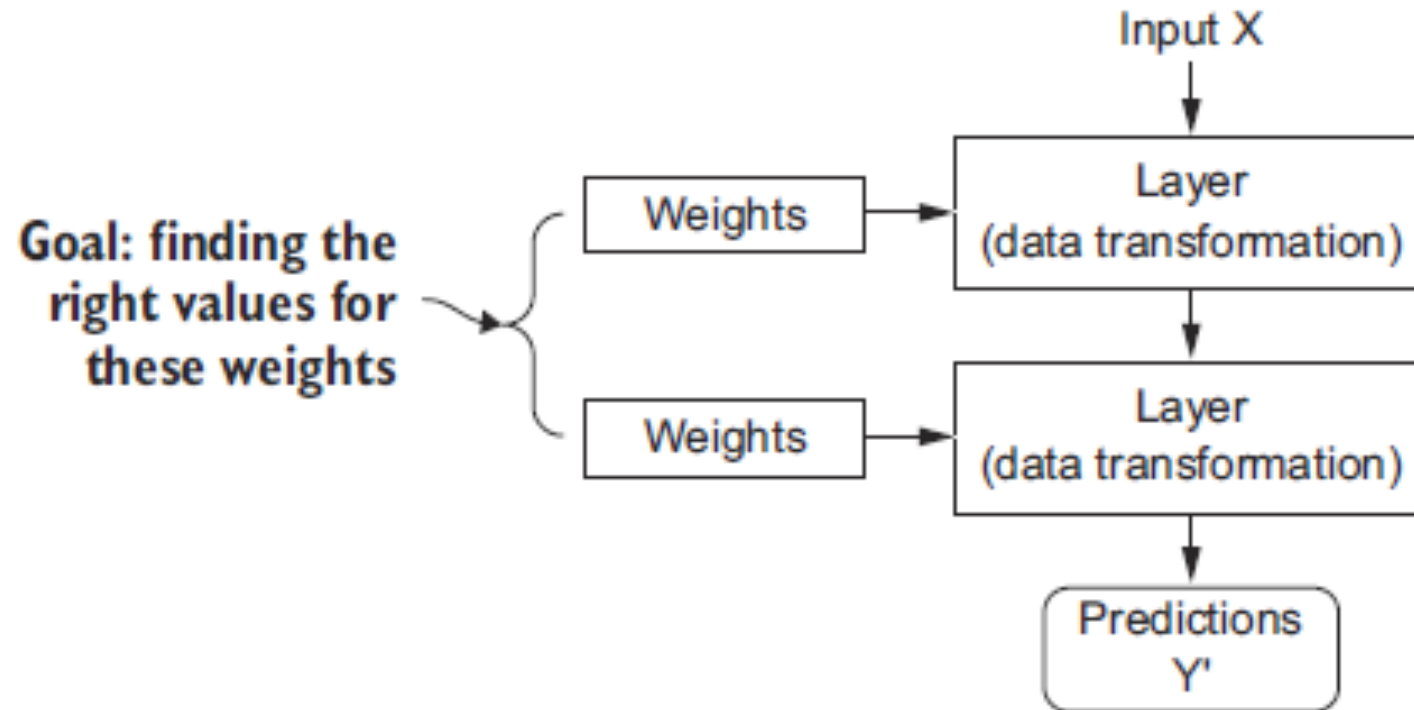 Input X
Layer
(data transformation)
Weights
Goal: finding the
right values for
these weights
Weights
Layer
(data transformation)
Predictions
Y'